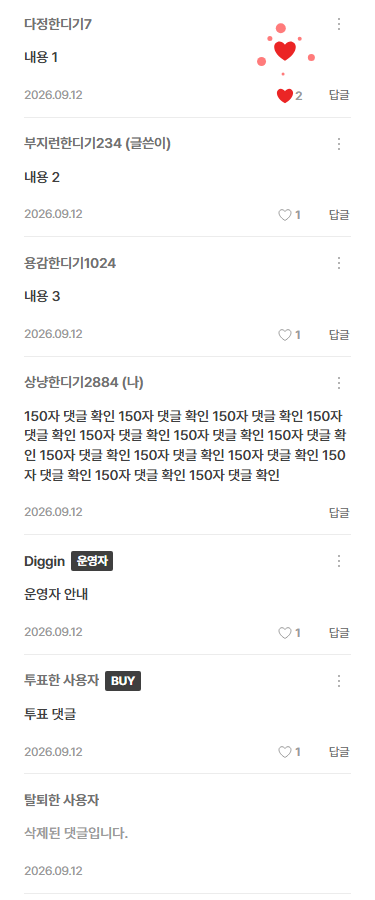 다정한디기7
내용 1
2026.09.12
2
답글
부지런한디기234 (글쓴이)
내용 2
2026.09.12
1
답글
용감한디기1024
내용 3
2026.09.12
1
답글
상냥한디기2884 (나)
150자 댓글 확인 150자 댓글 확인 150자 댓글 확인 150자
댓글 확인 150자 댓글 확인 150자 댓글 확인 150자 댓글 확
인 150자 댓글 확인 150자 댓글 확인 150자 댓글 확인 150
자 댓글 확인 150자 댓글 확인 150자 댓글 확인
2026.09.12
답글
Diggin 운영자
운영자 안내
2026.09.12
1
답글
투표한 사용자 BUY
투표 댓글
2026.09.12
1
답글
탈퇴한 사용자
삭제된 댓글입니다.
2026.09.12